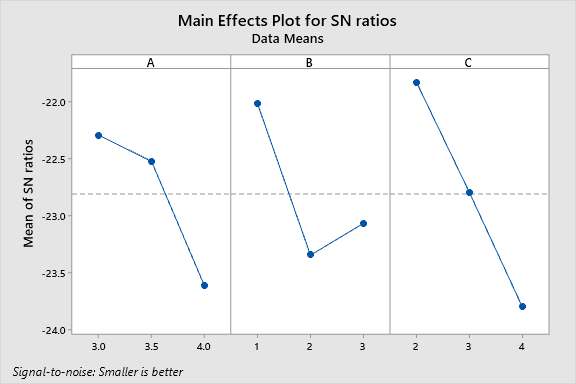 Main Effects Plot for SN ratios
Data Means
A B C
Mean of SN ratios
-22.0
-22.5
-23.0
-23.5
-24.0
3.0 3.5 4.0 1 2 3 2 3 4
Signal-to-noise: Smaller is better